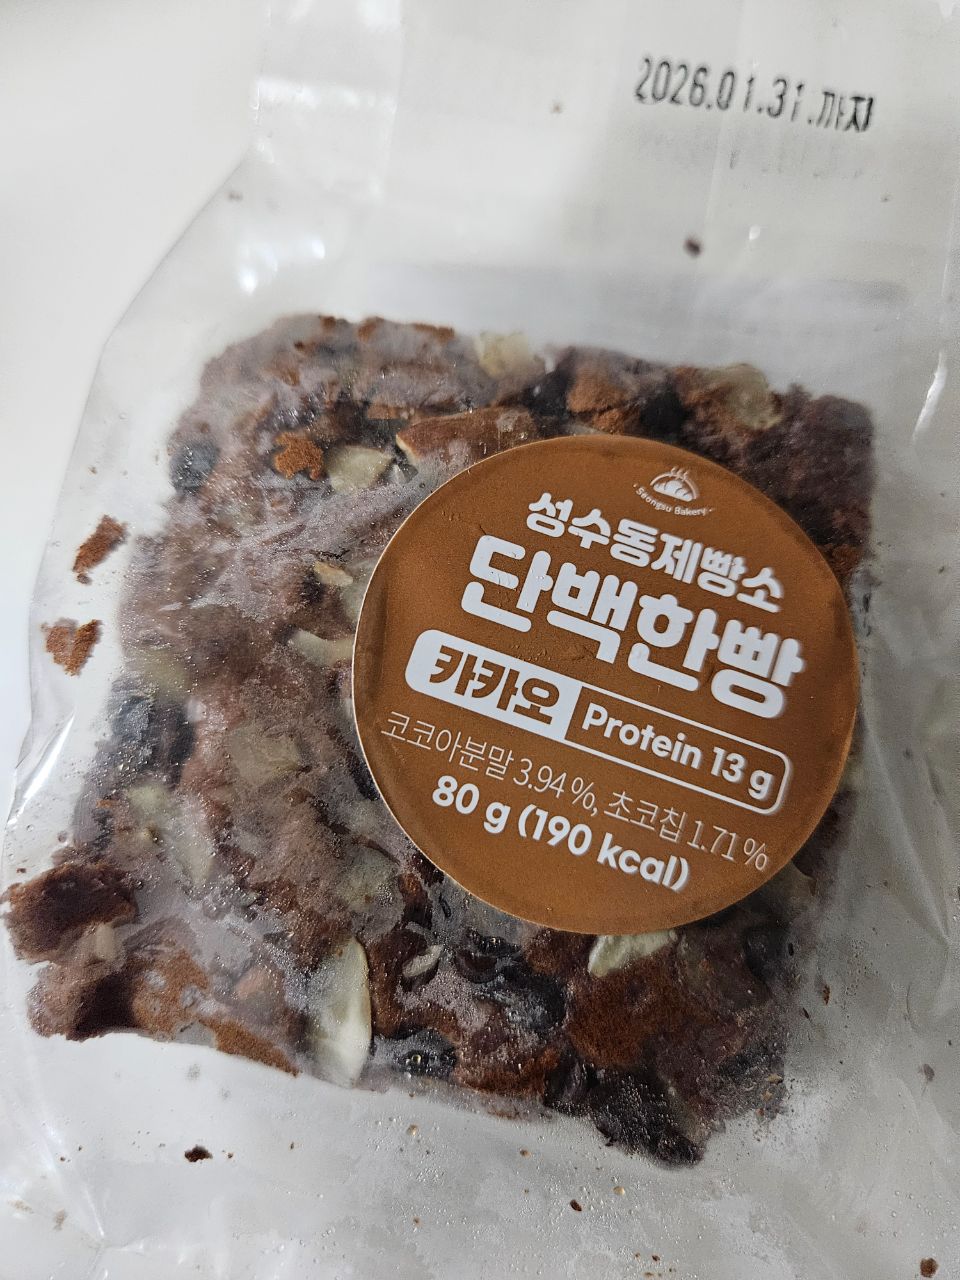 2026.01.31.까지
Seongsu Bakery
성수동제빵소
단백한빵
카카오 Protein 13 g
코코아분말 3.94 %, 초코칩 1.71 %
80 g (190 kcal)